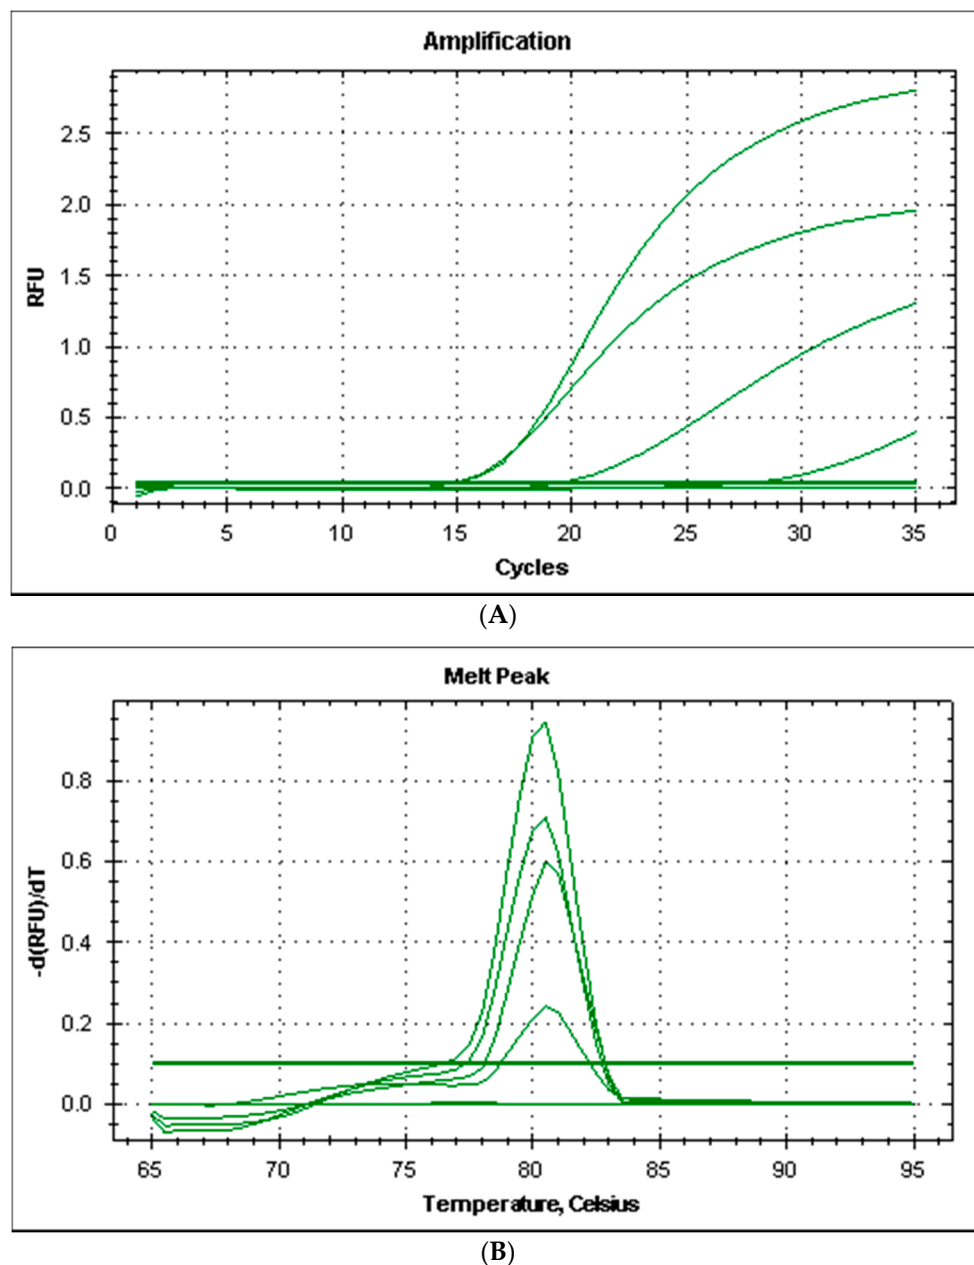 Amplification
2.5
2.0
1.5
1.0
0.5
0.0
RFU
0 5 10 15 20 25 30 35
Cycles
(A)
Melt Peak
0.8
0.6
0.4
0.2
0.0
-d(RFU)/dT
65 70 75 80 85 90 95
Temperature, Celsius
(B)